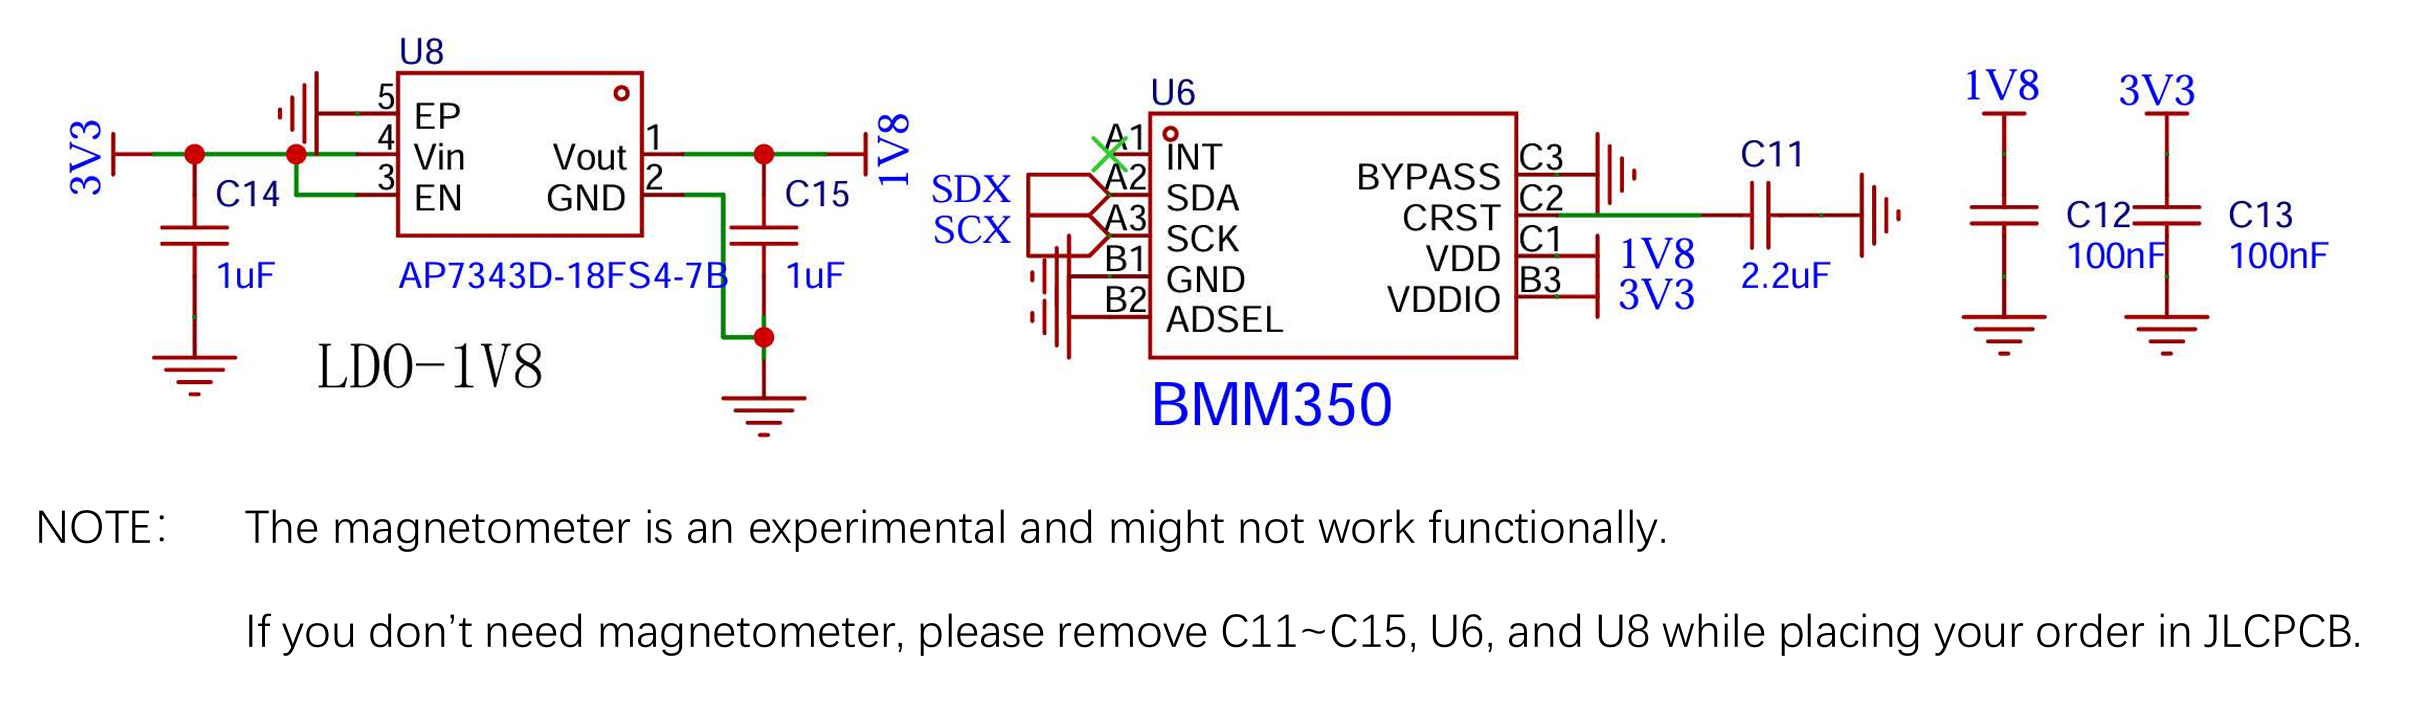 U8
3V3
5 EP
4 Vin
3 EN
Vout 1
GND 2
1V8
C14
1uF
C15
1uF
AP7343D-18FS4-7B
LDO-1V8
U6
SDX
SCX
A1 INT
A2 SDA
A3 SCK
B1 GND
B2 ADSEL
BYPASS C3
CRST C2
VDD C1
VDDIO B3
1V8
3V3
BMM350
C11
2.2uF
1V8
C12
100nF
3V3
C13
100nF
NOTE: The magnetometer is an experimental and might not work functionally.
If you don’t need magnetometer, please remove C11~C15, U6, and U8 while placing your order in JLCPCB.